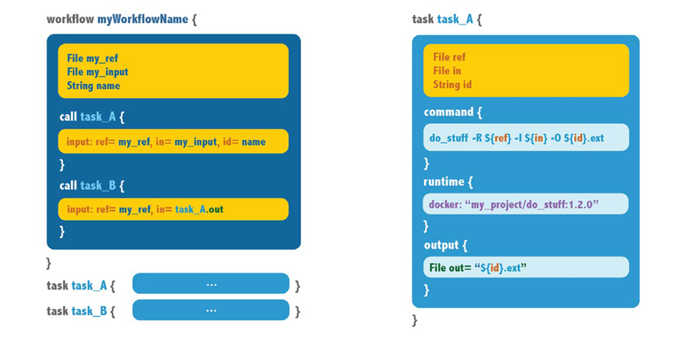 workflow myWorkflowName {
File my_ref
File my_input
String name
call task_A {
input: ref= my_ref, in= my_input, id= name
}
call task_B {
input: ref= my_ref, in= task_A.out
}
}
task task_A { ... }
task task_B { ... }
task task_A {
File ref
File in
String id
command {
do_stuff -R ${ref} -I ${in} -O ${id}.ext
}
runtime {
docker: “my_project/do_stuff:1.2.0”
}
output {
File out= “${id}.ext”
}
}